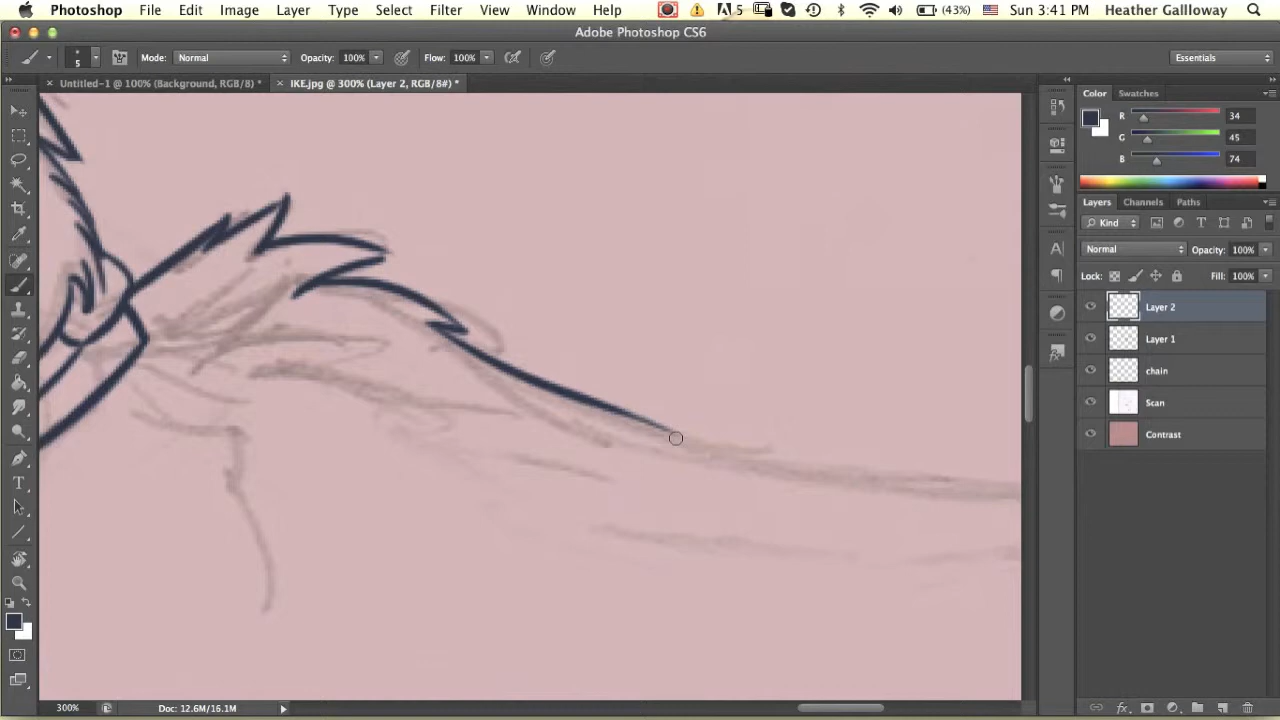 Photoshop File Edit Image Layer Type Select Filter View Window Help 5 (43%) Sun 3:41 PM Heather Gallloway
Adobe Photoshop CS6
5 Mode: Normal Opacity: 100% Flow: 100% Essentials
Untitled-1 @ 100% (Background, RGB/8) * IKE.jpg @ 300% (Layer 2, RGB/8#) *
Color Swatches
R 34
G 45
B 74
Layers Channels Paths
Kind
Normal Opacity: 100%
Lock: Fill: 100%
Layer 2
Layer 1
chain
Scan
Contrast
300% Doc: 12.6M/16.1M